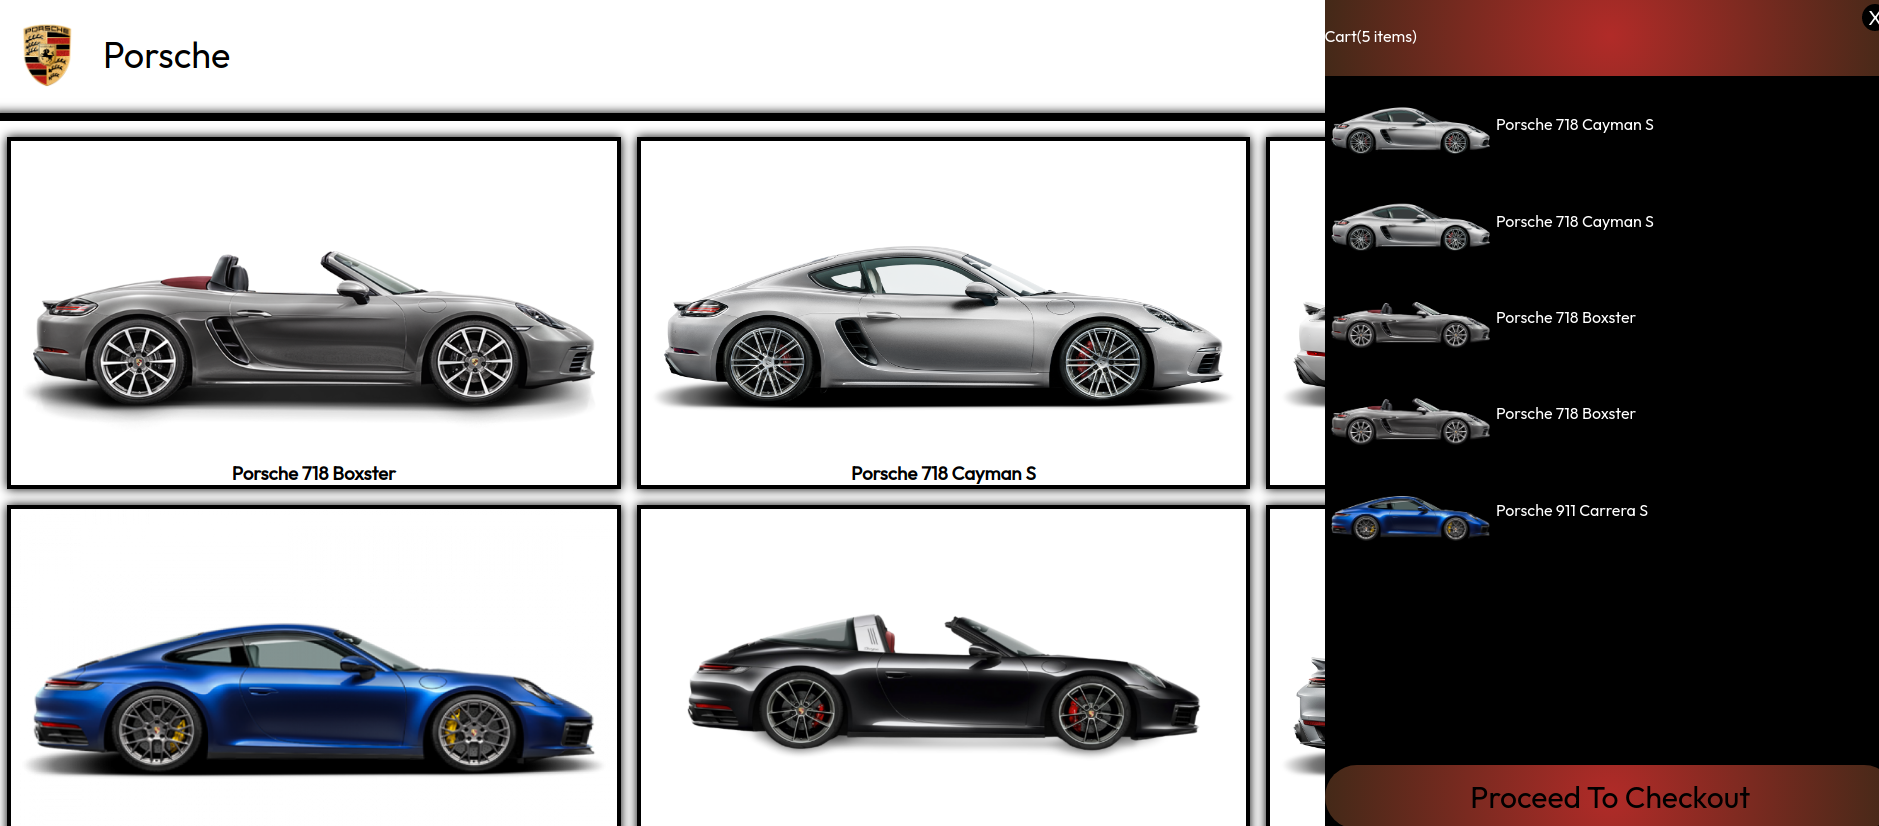 PORSCHE
Porsche
Porsche 718 Boxster
Porsche 718 Cayman S
Cart(5 items)
X
Porsche 718 Cayman S
Porsche 718 Cayman S
Porsche 718 Boxster
Porsche 718 Boxster
Porsche 911 Carrera S
Proceed To Checkout